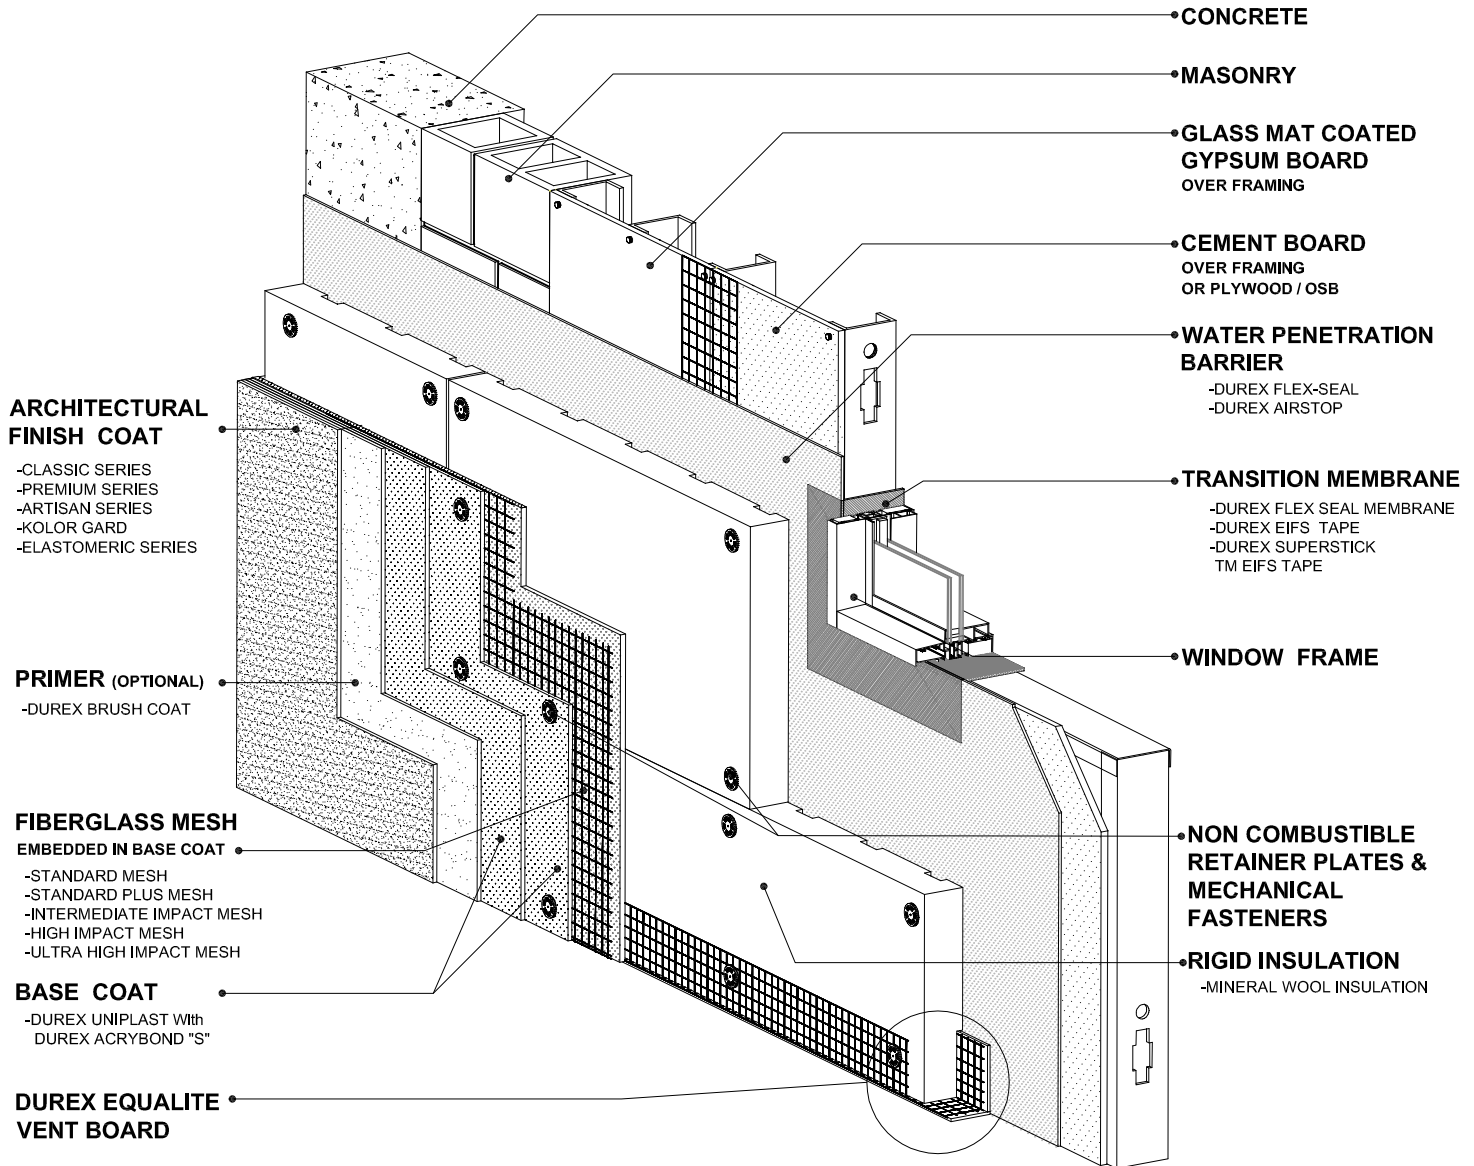 CONCRETE
MASONRY
GLASS MAT COATED
GYPSUM BOARD
OVER FRAMING
CEMENT BOARD
OVER FRAMING
OR PLYWOOD / OSB
WATER PENETRATION
BARRIER
-DUREX FLEX-SEAL
-DUREX AIRSTOP
TRANSITION MEMBRANE
-DUREX FLEX SEAL MEMBRANE
-DUREX EIFS TAPE
-DUREX SUPERSTICK
TM EIFS TAPE
WINDOW FRAME
NON COMBUSTIBLE
RETAINER PLATES &
MECHANICAL
FASTENERS
RIGID INSULATION
-MINERAL WOOL INSULATION
ARCHITECTURAL
FINISH COAT
-CLASSIC SERIES
-PREMIUM SERIES
-ARTISAN SERIES
-KOLOR GARD
-ELASTOMERIC SERIES
PRIMER (OPTIONAL)
-DUREX BRUSH COAT
FIBERGLASS MESH
EMBEDDED IN BASE COAT
-STANDARD MESH
-STANDARD PLUS MESH
-INTERMEDIATE IMPACT MESH
-HIGH IMPACT MESH
-ULTRA HIGH IMPACT MESH
BASE COAT
-DUREX UNIPLAST With
DUREX ACRYBOND "S"
DUREX EQUALITE
VENT BOARD